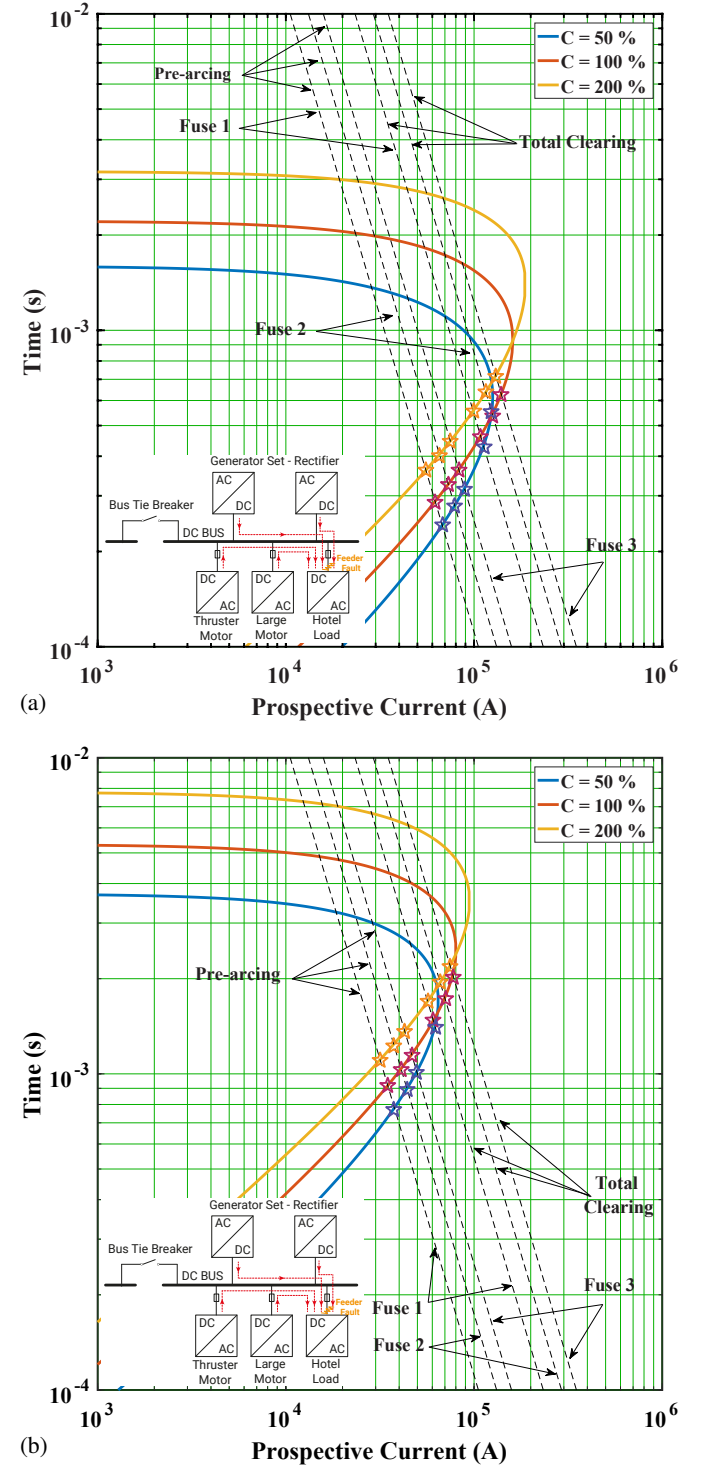 10^-2
C = 50 %
C = 100 %
C = 200 %
Pre-arcing
Fuse 1
Total Clearing
Time (s)
10^-3
Fuse 2
Generator Set - Rectifier
AC
DC
AC
DC
Bus Tie Breaker
DC BUS
Feeder
Fault
Fuse 3
DC
AC
DC
AC
DC
AC
Thruster
Motor
Large
Motor
Hotel
Load
10^-4
10^3
10^4
10^5
10^6
(a)
Prospective Current (A)
10^-2
C = 50 %
C = 100 %
C = 200 %
Pre-arcing
Time (s)
10^-3
Total
Clearing
Generator Set - Rectifier
AC
DC
AC
DC
Bus Tie Breaker
DC BUS
Feeder
Fault
Fuse 1
Fuse 2
Fuse 3
DC
AC
DC
AC
DC
AC
Thruster
Motor
Large
Motor
Hotel
Load
10^-4
10^3
10^4
10^5
10^6
(b)
Prospective Current (A)